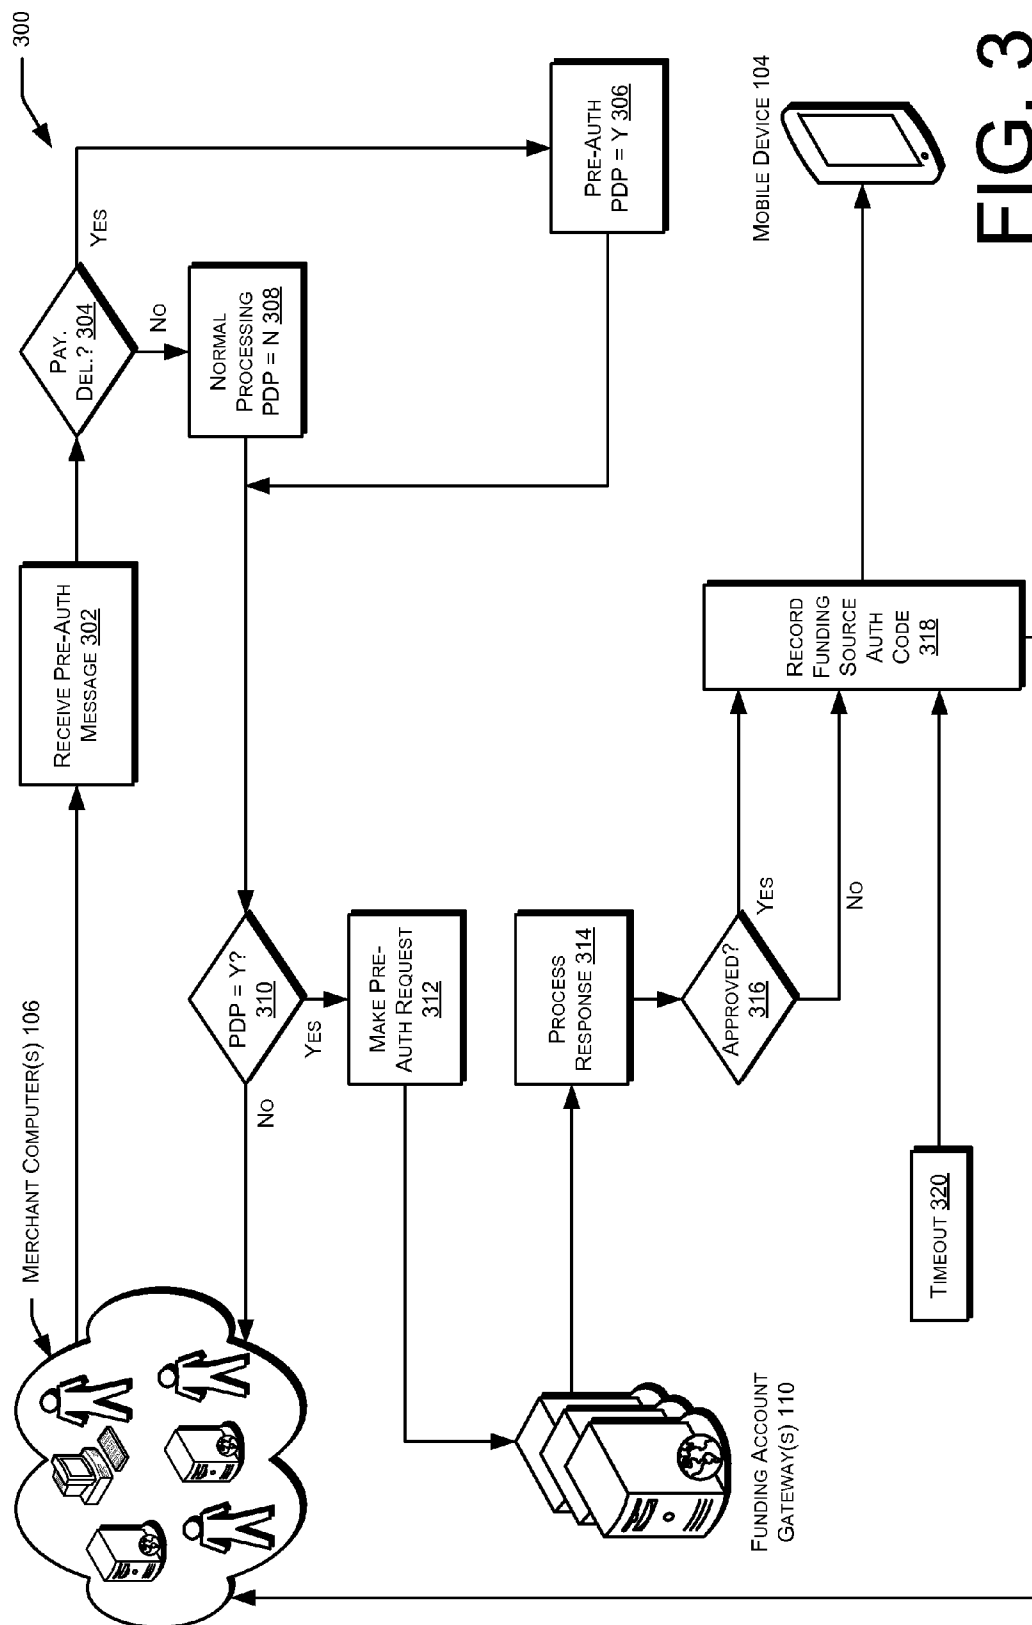 300
MERCHANT COMPUTER(S) 106
RECEIVE PRE-AUTH
MESSAGE 302
PAY.
DEL.? 304
YES
NO
NORMAL
PROCESSING
PDP = N 308
PRE-AUTH
PDP = Y 306
PDP = Y?
310
NO
YES
MAKE PRE-
AUTH REQUEST
312
PROCESS
RESPONSE 314
APPROVED?
316
YES
NO
RECORD
FUNDING
SOURCE
AUTH
CODE
318
MOBILE DEVICE 104
FUNDING ACCOUNT
GATEWAY(S) 110
TIMEOUT 320
FIG. 3